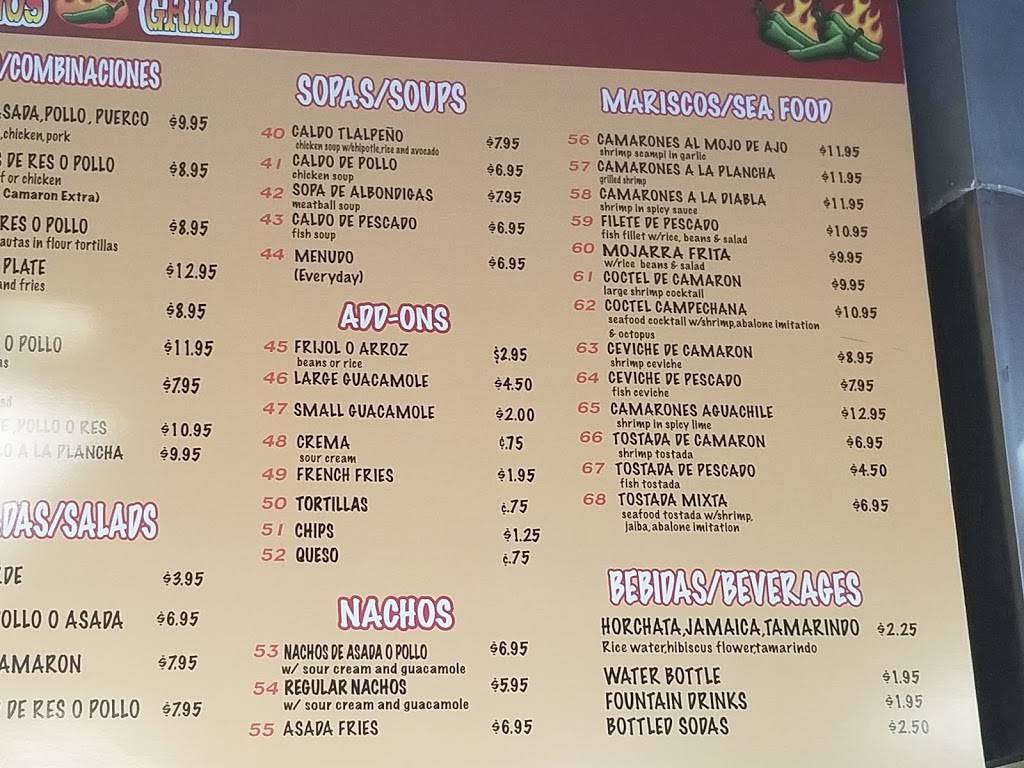 GRILL
/COMBINACIONES
ASADA,POLLO, PUERCO $9.95
,chicken,pork
DE RES O POLLO $8.95
f or chicken
Camaron Extra)
RES O POLLO $8.95
autas in flour tortillas
PLATE $12.95
and fries
$8.95
O POLLO $11.95
$7.95
,POLLO O RES $10.95
O A LA PLANCHA $9.95
DAS/SALADS
$3.95
POLLO O ASADA $6.95
CAMARON $7.95
DE RES O POLLO $7.95
SOPAS/SOUPS
40 CALDO TLALPEÑO $7.95
chicken soup w/chipotle,rice and avocado
41 CALDO DE POLLO $6.95
chicken soup
42 SOPA DE ALBONDIGAS $7.95
meatball soup
43 CALDO DE PESCADO $6.95
fish soup
44 MENUDO $6.95
(Everyday)
ADD-ONS
45 FRIJOL O ARROZ $2.95
beans or rice
46 LARGE GUACAMOLE $4.50
47 SMALL GUACAMOLE $2.00
48 CREMA ¢.75
sour cream
49 FRENCH FRIES $1.95
50 TORTILLAS ¢.75
51 CHIPS $1.25
52 QUESO ¢.75
NACHOS
53 NACHOS DE ASADA O POLLO $6.95
w/ sour cream and guacamole
54 REGULAR NACHOS $5.95
w/ sour cream and guacamole
55 ASADA FRIES $6.95
MARISCOS/SEA FOOD
56 CAMARONES AL MOJO DE AJO $11.95
shrimp scampi in garlic
57 CAMARONES A LA PLANCHA $11.95
grilled shrimp
58 CAMARONES A LA DIABLA $11.95
shrimp in spicy sauce
59 FILETE DE PESCADO $10.95
fish fillet w/rice, beans & salad
60 MOJARRA FRITA $9.95
w/rice beans & salad
61 COCTEL DE CAMARON $9.95
large shrimp cocktail
62 COCTEL CAMPECHANA $10.95
seafood cocktail w/shrimp,abalone imitation
& octopus
63 CEVICHE DE CAMARON $8.95
shrimp ceviche
64 CEVICHE DE PESCADO $7.95
fish ceviche
65 CAMARONES AGUACHILE $12.95
shrimp in spicy lime
66 TOSTADA DE CAMARON $6.95
shrimp tostada
67 TOSTADA DE PESCADO $4.50
fish tostada
68 TOSTADA MIXTA $6.95
seafood tostada w/shrimp,
jaiba,abalone imitation
BEBIDAS/BEVERAGES
HORCHATA,JAMAICA,TAMARINDO $2.25
Rice water,hibiscus flower,tamarindo
WATER BOTTLE $1.95
FOUNTAIN DRINKS $1.95
BOTTLED SODAS $2.50